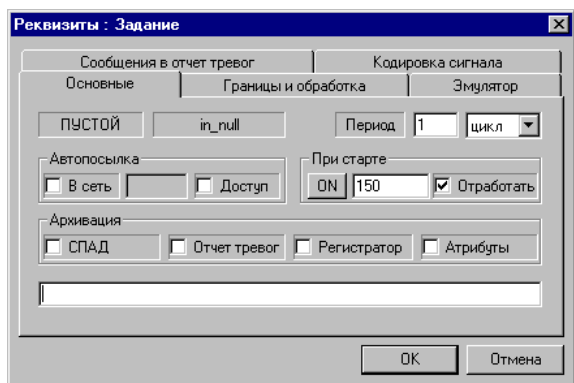 Реквизиты : Задание
Сообщения в отчет тревог Кодировка сигнала
Основные Границы и обработка Эмулятор
ПУСТОЙ in_null Период 1 цикл
Автопосылка При старте
В сеть Доступ ON 150 Отработать
Архивация
СПАД Отчет тревог Регистратор Атрибуты
OK Отмена